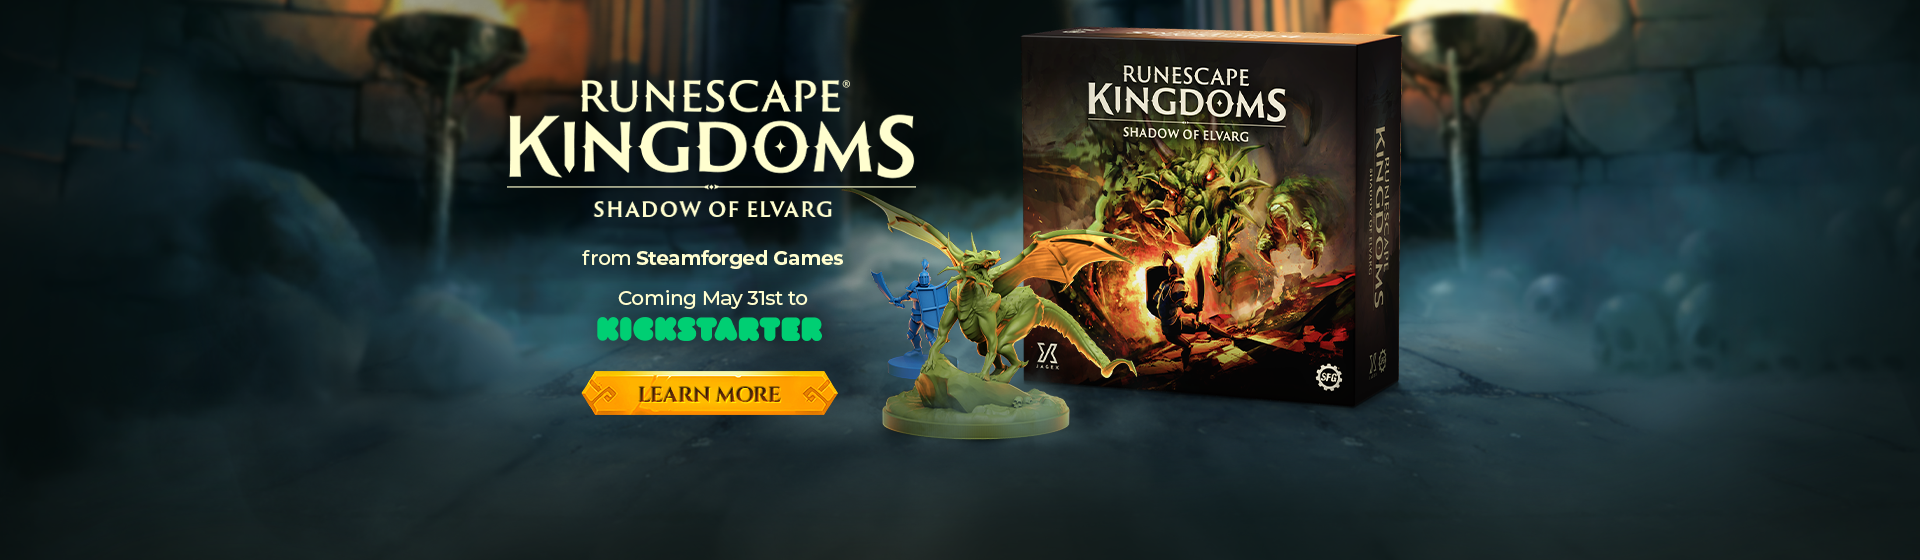 RUNESCAPE®
KINGDOMS
SHADOW OF ELVARG
from Steamforged Games
Coming May 31st to
KICKSTARTER
LEARN MORE
RUNESCAPE
KINGDOMS
SHADOW OF ELVARG
JAGEX
SFG
RUNESCAPE
KINGDOMS
SHADOW OF ELVARG